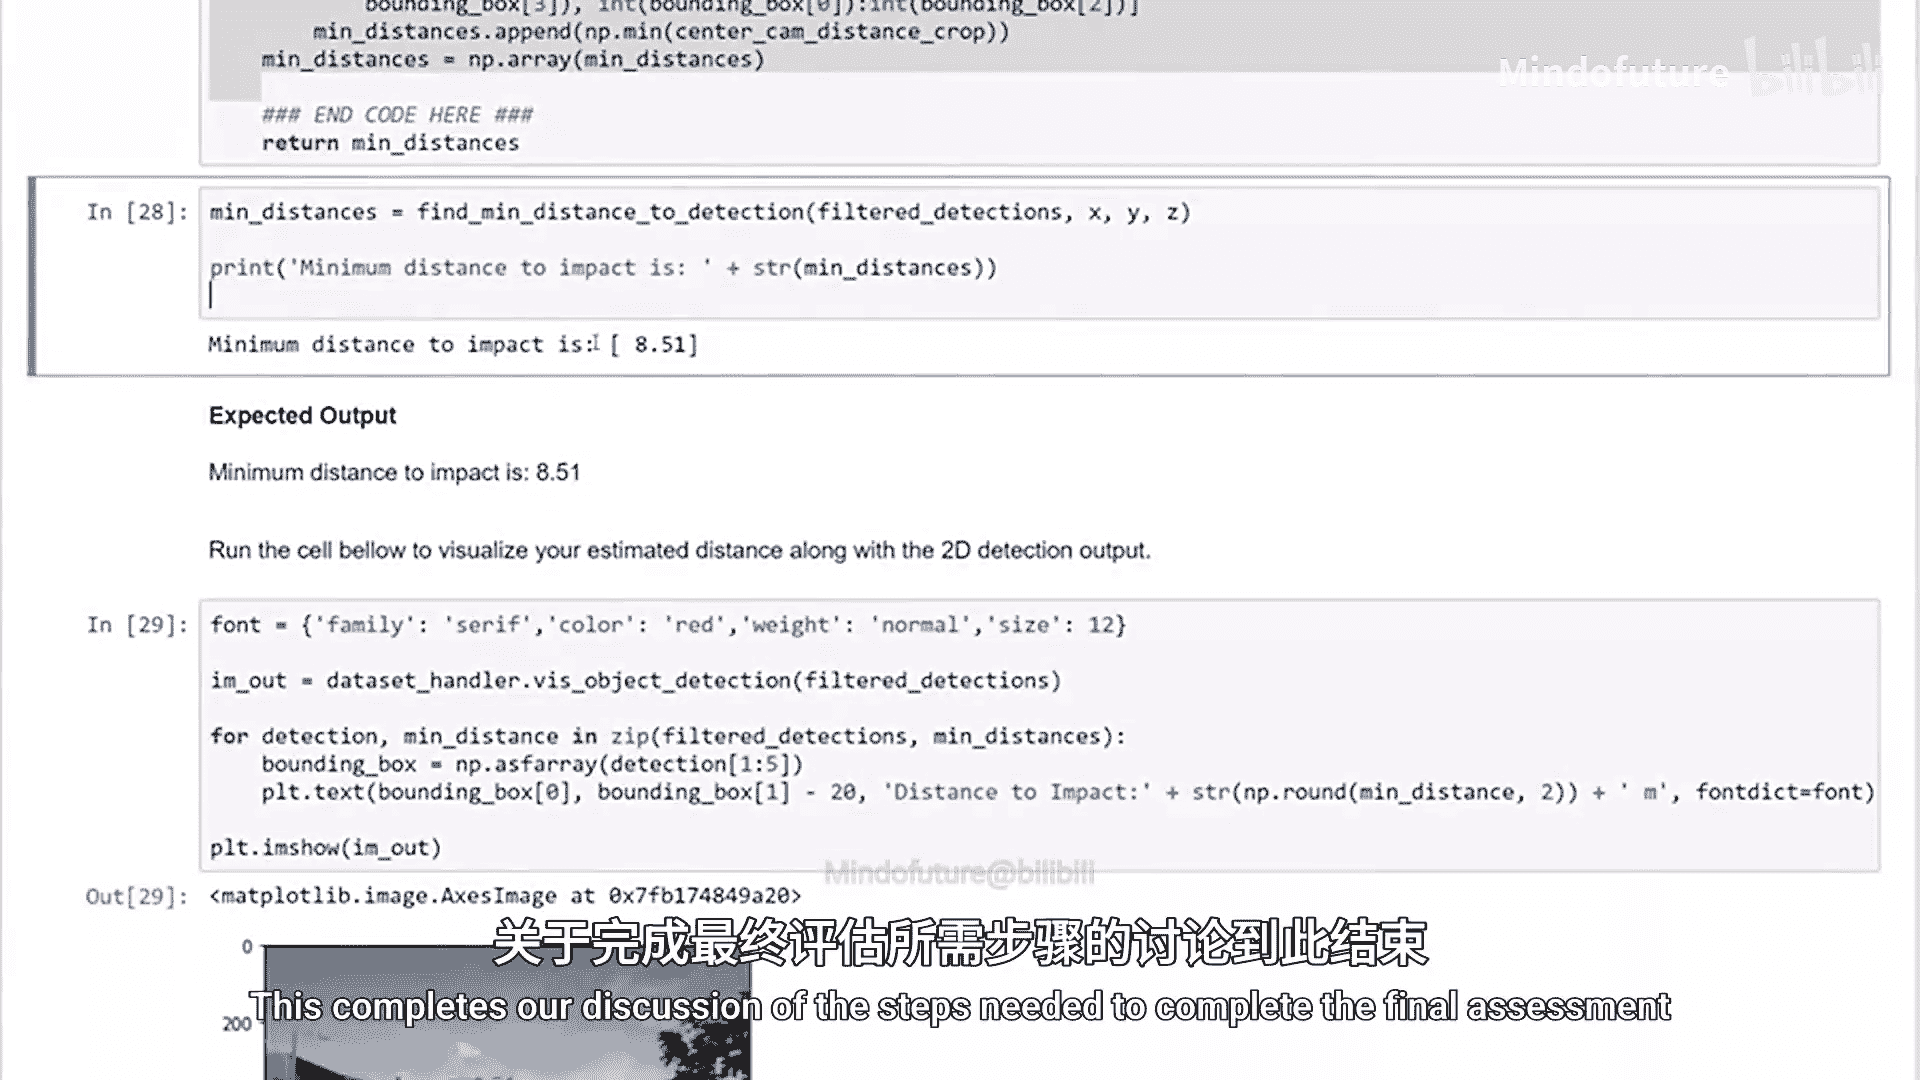 bounding_box[3]), int(bounding_box[0]):int(bounding_box[2])]
min_distances.append(np.min(center_cam_distance_crop))
min_distances = np.array(min_distances)
Mindofuture bilibili
### END CODE HERE ###
return min_distances
In [28]: min_distances = find_min_distance_to_detection(filtered_detections, x, y, z)
print('Minimum distance to impact is: ' + str(min_distances))
Minimum distance to impact is: [ 8.51]
Expected Output
Minimum distance to impact is: 8.51
Run the cell bellow to visualize your estimated distance along with the 2D detection output.
In [29]: font = {'family': 'serif','color': 'red','weight': 'normal','size': 12}
im_out = dataset_handler.vis_object_detection(filtered_detections)
for detection, min_distance in zip(filtered_detections, min_distances):
bounding_box = np.asfarray(detection[1:5])
plt.text(bounding_box[0], bounding_box[1] - 20, 'Distance to Impact:' + str(np.round(min_distance, 2)) + ' m', fontdict=font)
plt.imshow(im_out)
Mindofuture@bilibili
Out[29]: <matplotlib.image.AxesImage at 0x7fb174849a20>
0
关于完成最终评估所需步骤的讨论到此结束
This completes our discussion of the steps needed to complete the final assessment
200